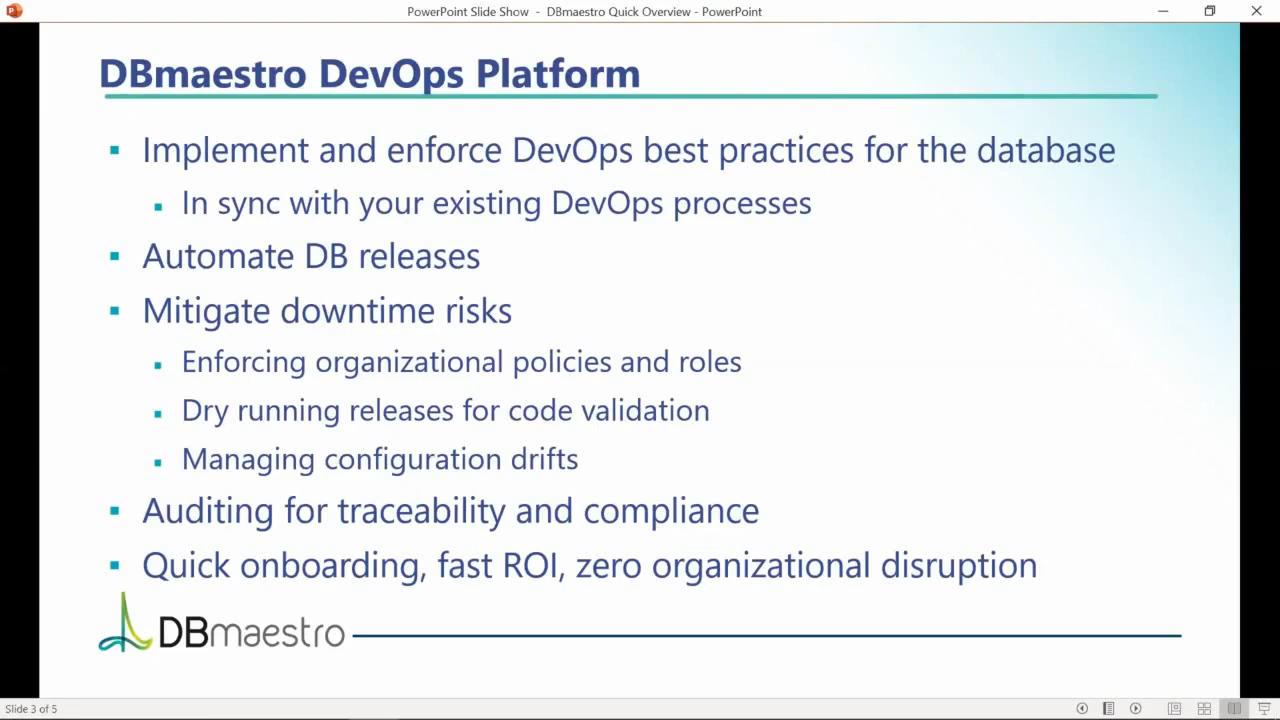 PowerPoint Slide Show - DBmaestro Quick Overview - PowerPoint
DBmaestro DevOps Platform
Implement and enforce DevOps best practices for the database
In sync with your existing DevOps processes
Automate DB releases
Mitigate downtime risks
Enforcing organizational policies and roles
Dry running releases for code validation
Managing configuration drifts
Auditing for traceability and compliance
Quick onboarding, fast ROI, zero organizational disruption
DBmaestro
Slide 3 of 5